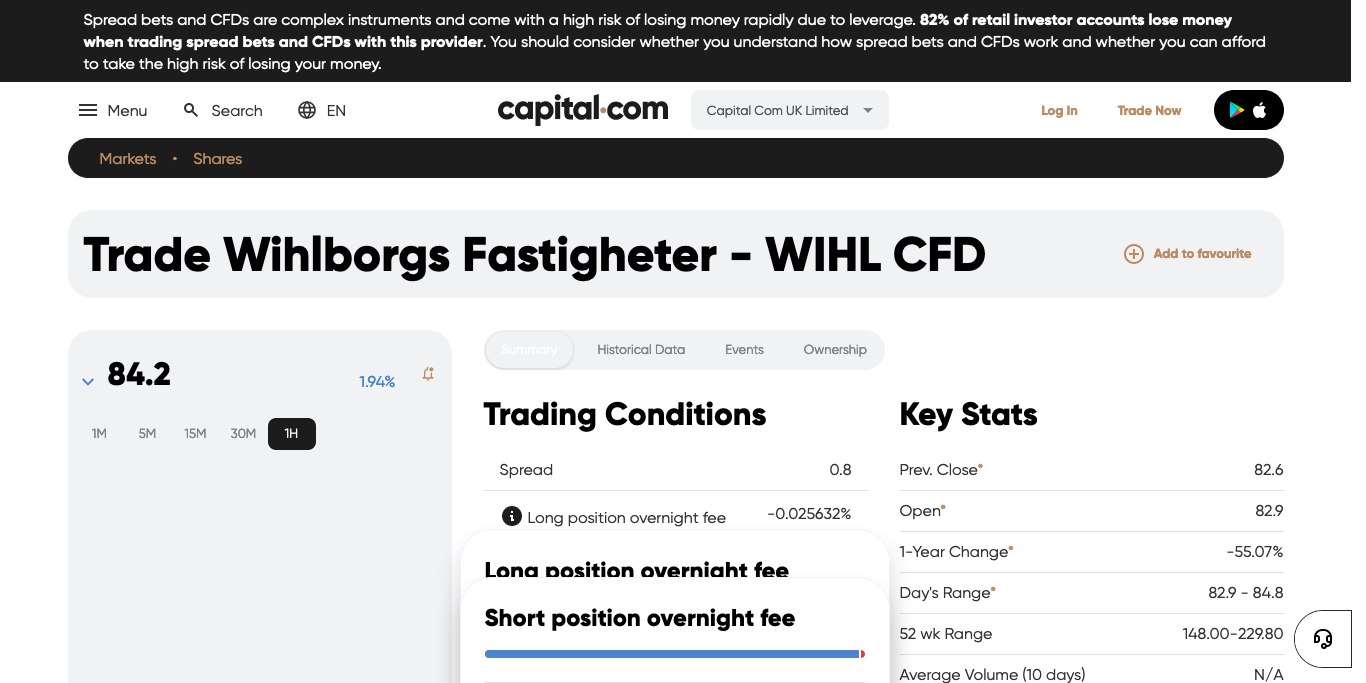 Spread bets and CFDs are complex instruments and come with a high risk of losing money rapidly due to leverage. 82% of retail investor accounts lose money
when trading spread bets and CFDs with this provider. You should consider whether you understand how spread bets and CFDs work and whether you can afford
to take the high risk of losing your money.
Menu
Search
EN
capital.com
Capital Com UK Limited
Log In
Trade Now
Markets • Shares
Trade Wihlborgs Fastigheter - WIHL CFD
Add to favourite
84.2
1.94%
1M 5M 15M 30M 1H
Summary Historical Data Events Ownership
Trading Conditions
Spread 0.8
Long position overnight fee -0.025632%
Long position overnight fee
Short position overnight fee
Key Stats
Prev. Close* 82.6
Open* 82.9
1-Year Change* -55.07%
Day's Range* 82.9 - 84.8
52 wk Range 148.00-229.80
Average Volume (10 days) N/A